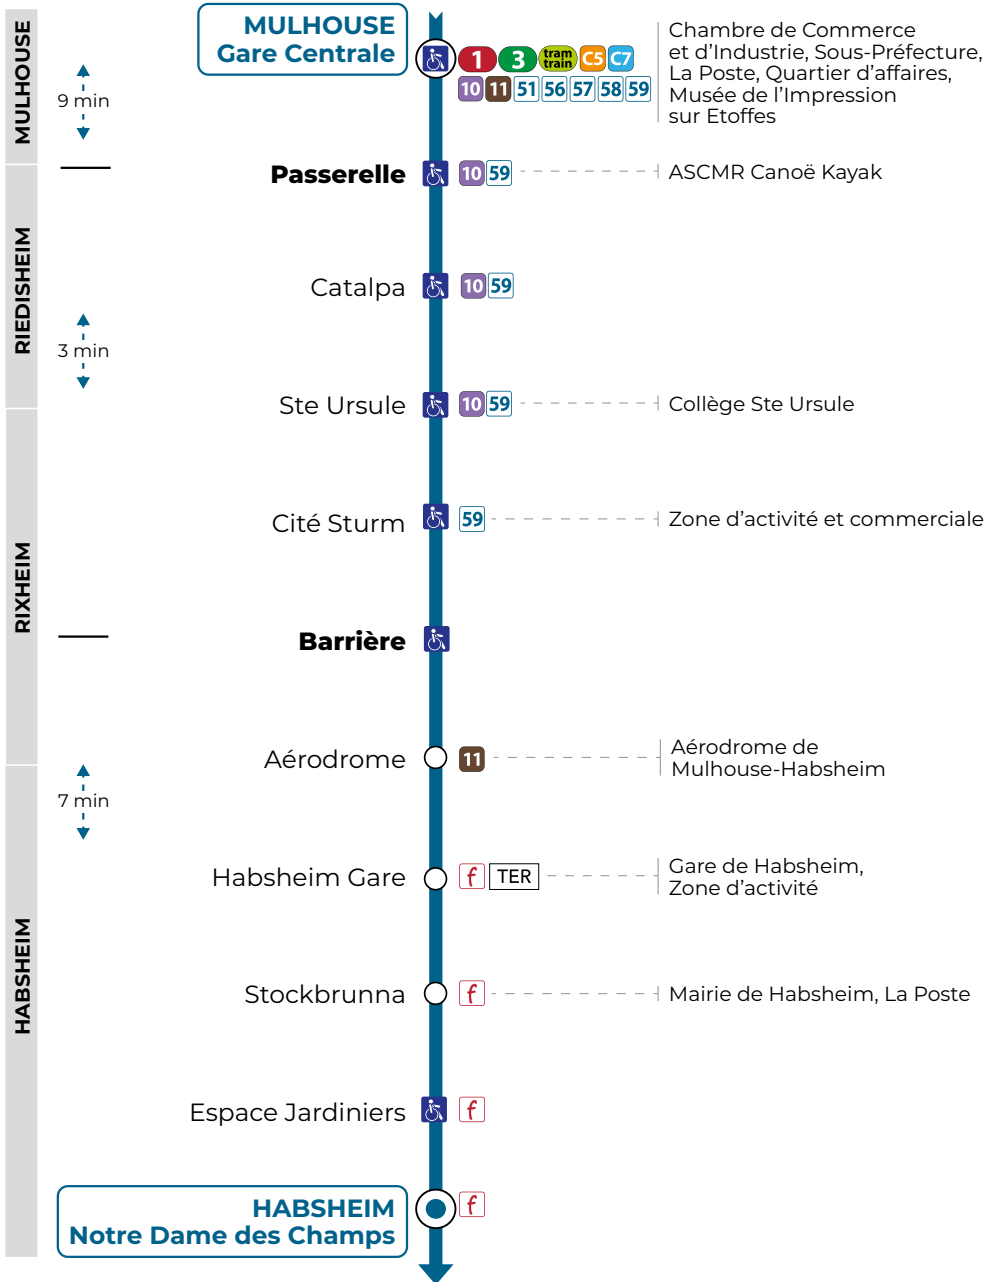 MULHOUSE
Gare Centrale
1 3 tram train C5 C7
10 11 51 56 57 58 59
Chambre de Commerce
et d'Industrie, Sous-Préfecture,
La Poste, Quartier d'affaires,
Musée de l'Impression
sur Etoffes
MULHOUSE
9 min
Passerelle
10 59
ASCMR Canoë Kayak
RIEDISHEIM
Catalpa
10 59
3 min
Ste Ursule
10 59
Collège Ste Ursule
RIXHEIM
Cité Sturm
59
Zone d'activité et commerciale
Barrière
Aérodrome
11
Aérodrome de
Mulhouse-Habsheim
7 min
HABSHEIM
Habsheim Gare
f TER
Gare de Habsheim,
Zone d'activité
Stockbrunna
f
Mairie de Habsheim, La Poste
Espace Jardiniers
f
HABSHEIM
Notre Dame des Champs
f